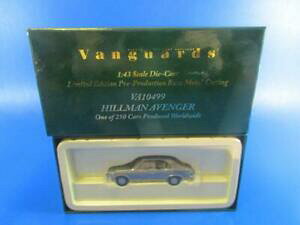 Vanguards
1:43 Scale Die-Cast
Limited Edition Pre-Production Raw Metal Casting
VA10499
HILLMAN AVENGER
One of 250 Cars Produced Worldwide